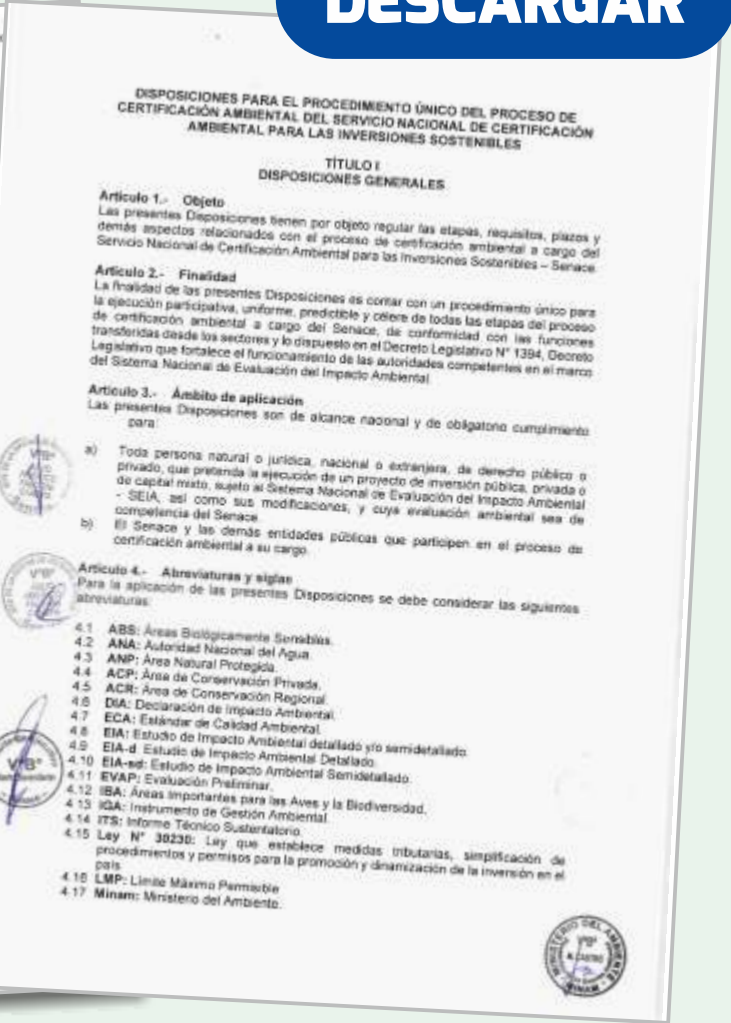 DESCARGAR
DISPOSICIONES PARA EL PROCEDIMIENTO ÚNICO DEL PROCESO DE
CERTIFICACIÓN AMBIENTAL DEL SERVICIO NACIONAL DE CERTIFICACIÓN
AMBIENTAL PARA LAS INVERSIONES SOSTENIBLES
TÍTULO I
DISPOSICIONES GENERALES
Artículo 1.- Objeto
Las presentes Disposiciones tienen por objeto regular las etapas, requisitos, plazos y
demás aspectos relacionados con el proceso de certificación ambiental a cargo del
Servicio Nacional de Certificación Ambiental para las Inversiones Sostenibles – Senace.
Artículo 2.- Finalidad
La finalidad de las presentes Disposiciones es contar con un procedimiento único para
la ejecución participativa, uniforme, predictible y célere de todas las etapas del proceso
de certificación ambiental a cargo del Senace, de conformidad con las funciones
transferidas desde los sectores y lo dispuesto en el Decreto Legislativo N° 1394, Decreto
Legislativo que fortalece el funcionamiento de las autoridades competentes en el marco
del Sistema Nacional de Evaluación del Impacto Ambiental.
Artículo 3.- Ámbito de aplicación
Las presentes Disposiciones son de alcance nacional y de obligatorio cumplimiento
para:
a) Toda persona natural o jurídica, nacional o extranjera, de derecho público o
privado, que pretenda la ejecución de un proyecto de inversión pública, privada o
de capital mixto, sujeto al Sistema Nacional de Evaluación del Impacto Ambiental
- SEIA, así como sus modificaciones, y cuya evaluación ambiental sea de
competencia del Senace.
b) El Senace y las demás entidades públicas que participen en el proceso de
certificación ambiental a su cargo.
Artículo 4.- Abreviaturas y siglas
Para la aplicación de las presentes Disposiciones se debe considerar las siguientes
abreviaturas:
4.1 ABS: Áreas Biológicamente Sensibles.
4.2 ANA: Autoridad Nacional del Agua.
4.3 ANP: Área Natural Protegida.
4.4 ACP: Área de Conservación Privada.
4.5 ACR: Área de Conservación Regional.
4.6 DIA: Declaración de Impacto Ambiental.
4.7 ECA: Estándar de Calidad Ambiental.
4.8 EIA: Estudio de Impacto Ambiental detallado y/o semidetallado.
4.9 EIA-d: Estudio de Impacto Ambiental Detallado.
4.10 EIA-sd: Estudio de Impacto Ambiental Semidetallado.
4.11 EVAP: Evaluación Preliminar.
4.12 IBA: Áreas Importantes para las Aves y la Biodiversidad.
4.13 IGA: Instrumento de Gestión Ambiental.
4.14 ITS: Informe Técnico Sustentatorio.
4.15 Ley N° 30230: Ley que establece medidas tributarias, simplificación de
procedimientos y permisos para la promoción y dinamización de la inversión en el
país.
4.16 LMP: Límite Máximo Permisible
4.17 Minam: Ministerio del Ambiente.
V°B°
V°B°
MINISTERIO DEL AMBIENTE
V°B°
MINAM